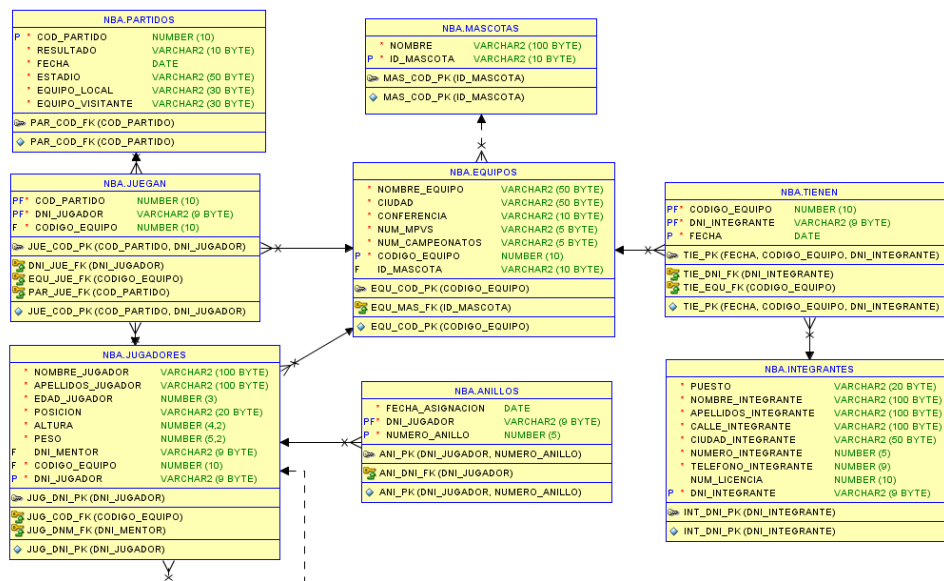 NBA.PARTIDOS
P * COD_PARTIDO NUMBER (10)
* RESULTADO VARCHAR2 (10 BYTE)
* FECHA DATE
* ESTADIO VARCHAR2 (50 BYTE)
* EQUIPO_LOCAL VARCHAR2 (30 BYTE)
* EQUIPO_VISITANTE VARCHAR2 (30 BYTE)
PAR_COD_FK (COD_PARTIDO)
PAR_COD_FK (COD_PARTIDO)
NBA.MASCOTAS
* NOMBRE VARCHAR2 (100 BYTE)
P * ID_MASCOTA VARCHAR2 (10 BYTE)
MAS_COD_PK (ID_MASCOTA)
MAS_COD_PK (ID_MASCOTA)
NBA.JUEGAN
PF* COD_PARTIDO NUMBER (10)
PF* DNI_JUGADOR VARCHAR2 (9 BYTE)
F * CODIGO_EQUIPO NUMBER (10)
JUE_COD_PK (COD_PARTIDO, DNI_JUGADOR)
DNI_JUE_FK (DNI_JUGADOR)
EQU_JUE_FK (CODIGO_EQUIPO)
PAR_JUE_FK (COD_PARTIDO)
JUE_COD_PK (COD_PARTIDO, DNI_JUGADOR)
NBA.EQUIPOS
* NOMBRE_EQUIPO VARCHAR2 (50 BYTE)
* CIUDAD VARCHAR2 (50 BYTE)
* CONFERENCIA VARCHAR2 (10 BYTE)
* NUM_MPVS VARCHAR2 (5 BYTE)
* NUM_CAMPEONATOS VARCHAR2 (5 BYTE)
P * CODIGO_EQUIPO NUMBER (10)
F ID_MASCOTA VARCHAR2 (10 BYTE)
EQU_COD_PK (CODIGO_EQUIPO)
EQU_MAS_FK (ID_MASCOTA)
EQU_COD_PK (CODIGO_EQUIPO)
NBA.TIENEN
PF* CODIGO_EQUIPO NUMBER (10)
PF* DNI_INTEGRANTE VARCHAR2 (9 BYTE)
P * FECHA DATE
TIE_PK (FECHA, CODIGO_EQUIPO, DNI_INTEGRANTE)
TIE_DNI_FK (DNI_INTEGRANTE)
TIE_EQU_FK (CODIGO_EQUIPO)
TIE_PK (FECHA, CODIGO_EQUIPO, DNI_INTEGRANTE)
NBA.JUGADORES
* NOMBRE_JUGADOR VARCHAR2 (100 BYTE)
* APELLIDOS_JUGADOR VARCHAR2 (100 BYTE)
* EDAD_JUGADOR NUMBER (3)
* POSICION VARCHAR2 (20 BYTE)
* ALTURA NUMBER (4,2)
* PESO NUMBER (5,2)
F DNI_MENTOR VARCHAR2 (9 BYTE)
F * CODIGO_EQUIPO NUMBER (10)
P * DNI_JUGADOR VARCHAR2 (9 BYTE)
JUG_DNI_PK (DNI_JUGADOR)
JUG_COD_FK (CODIGO_EQUIPO)
JUG_DNM_FK (DNI_MENTOR)
JUG_DNI_PK (DNI_JUGADOR)
NBA.ANILLOS
* FECHA_ASIGNACION DATE
PF* DNI_JUGADOR VARCHAR2 (9 BYTE)
P * NUMERO_ANILLO NUMBER (5)
ANI_PK (DNI_JUGADOR, NUMERO_ANILLO)
ANI_DNI_FK (DNI_JUGADOR)
ANI_PK (DNI_JUGADOR, NUMERO_ANILLO)
NBA.INTEGRANTES
* PUESTO VARCHAR2 (20 BYTE)
* NOMBRE_INTEGRANTE VARCHAR2 (100 BYTE)
* APELLIDOS_INTEGRANTE VARCHAR2 (100 BYTE)
* CALLE_INTEGRANTE VARCHAR2 (100 BYTE)
* CIUDAD_INTEGRANTE VARCHAR2 (50 BYTE)
* NUMERO_INTEGRANTE NUMBER (5)
* TELEFONO_INTEGRANTE NUMBER (9)
NUM_LICENCIA NUMBER (10)
P * DNI_INTEGRANTE VARCHAR2 (9 BYTE)
INT_DNI_PK (DNI_INTEGRANTE)
INT_DNI_PK (DNI_INTEGRANTE)